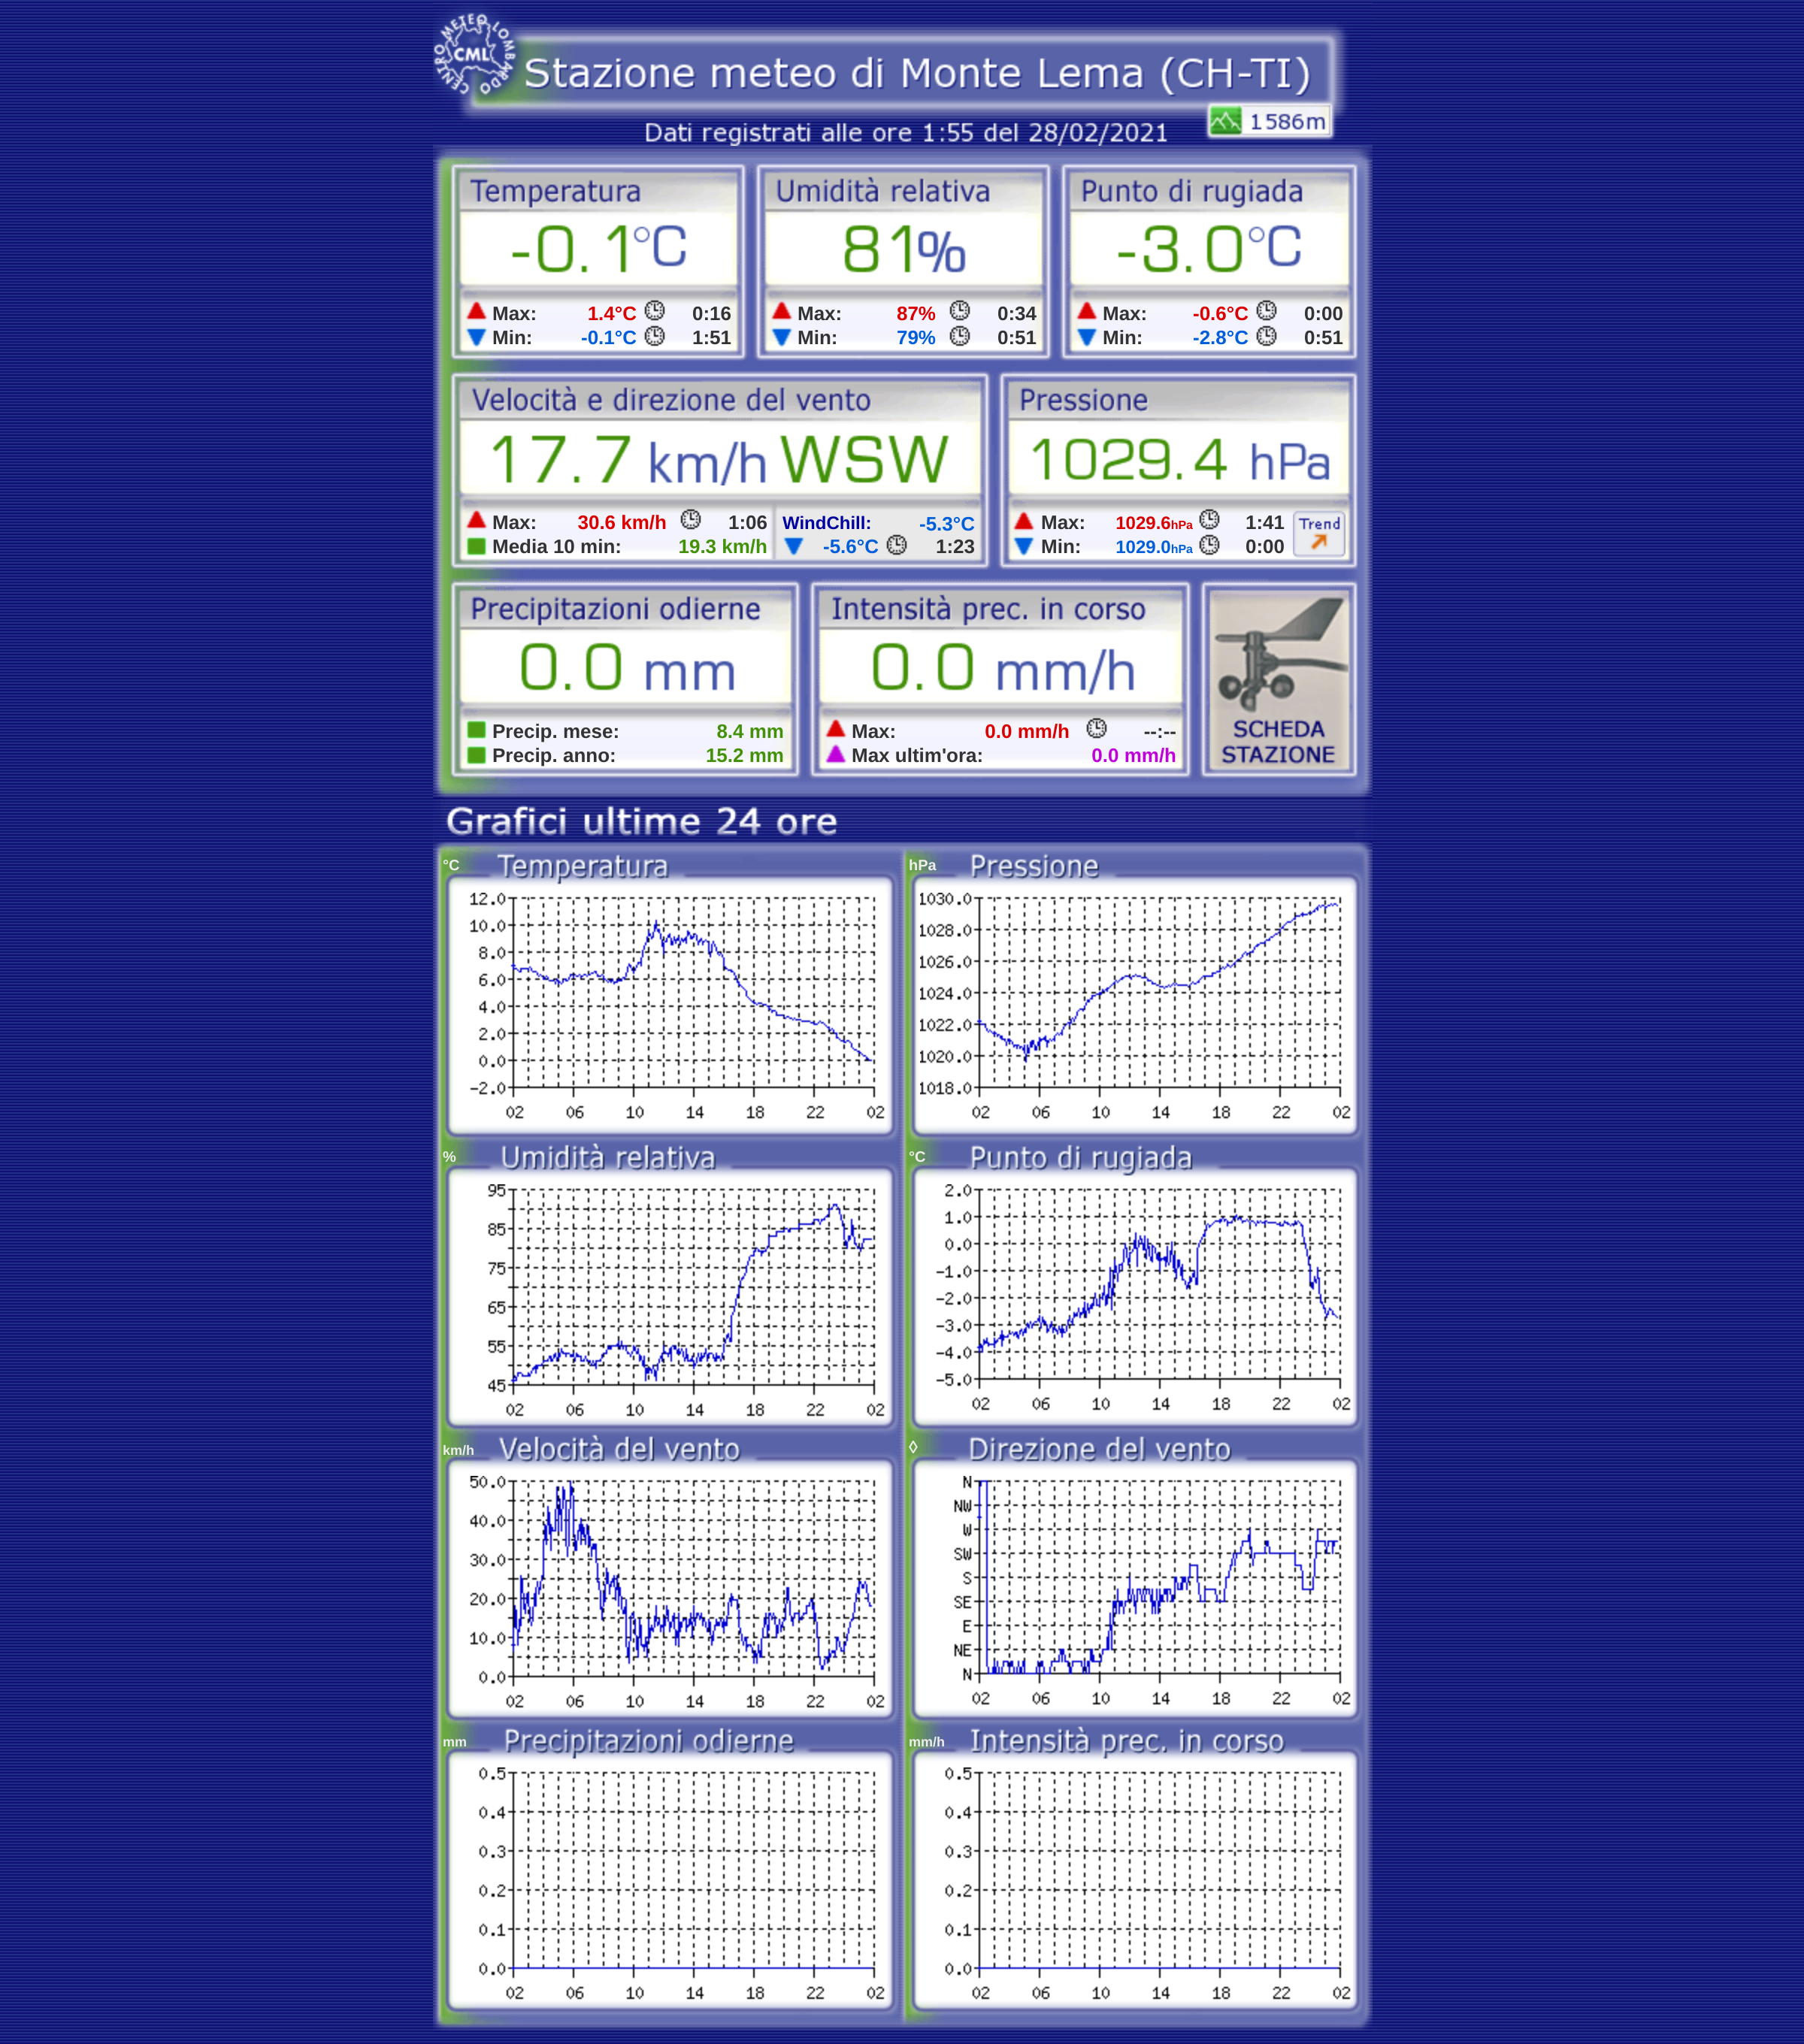 CENTRO METEO LOMBARDO
CML
Stazione meteo di Monte Lema (CH-TI)
1586m
Dati registrati alle ore 1:55 del 28/02/2021
Temperatura
-0.1°C
Max: 1.4°C 0:16
Min: -0.1°C 1:51
Umidità relativa
81%
Max: 87% 0:34
Min: 79% 0:51
Punto di rugiada
-3.0°C
Max: -0.6°C 0:00
Min: -2.8°C 0:51
Velocità e direzione del vento
17.7 km/h WSW
Max: 30.6 km/h 1:06
Media 10 min: 19.3 km/h
WindChill: -5.3°C
-5.6°C 1:23
Pressione
1029.4 hPa
Max: 1029.6hPa 1:41
Min: 1029.0hPa 0:00
Trend
Precipitazioni odierne
0.0 mm
Precip. mese: 8.4 mm
Precip. anno: 15.2 mm
Intensità prec. in corso
0.0 mm/h
Max: 0.0 mm/h --:--
Max ultim'ora: 0.0 mm/h
SCHEDA
STAZIONE
Grafici ultime 24 ore
°C Temperatura
12.0
10.0
8.0
6.0
4.0
2.0
0.0
-2.0
02 06 10 14 18 22 02
hPa Pressione
1030.0
1028.0
1026.0
1024.0
1022.0
1020.0
1018.0
02 06 10 14 18 22 02
% Umidità relativa
95
85
75
65
55
45
02 06 10 14 18 22 02
°C Punto di rugiada
2.0
1.0
0.0
-1.0
-2.0
-3.0
-4.0
-5.0
02 06 10 14 18 22 02
km/h Velocità del vento
50.0
40.0
30.0
20.0
10.0
0.0
02 06 10 14 18 22 02
◊ Direzione del vento
N
NW
W
SW
S
SE
E
NE
N
02 06 10 14 18 22 02
mm Precipitazioni odierne
0.5
0.4
0.3
0.2
0.1
0.0
02 06 10 14 18 22 02
mm/h Intensità prec. in corso
0.5
0.4
0.3
0.2
0.1
0.0
02 06 10 14 18 22 02